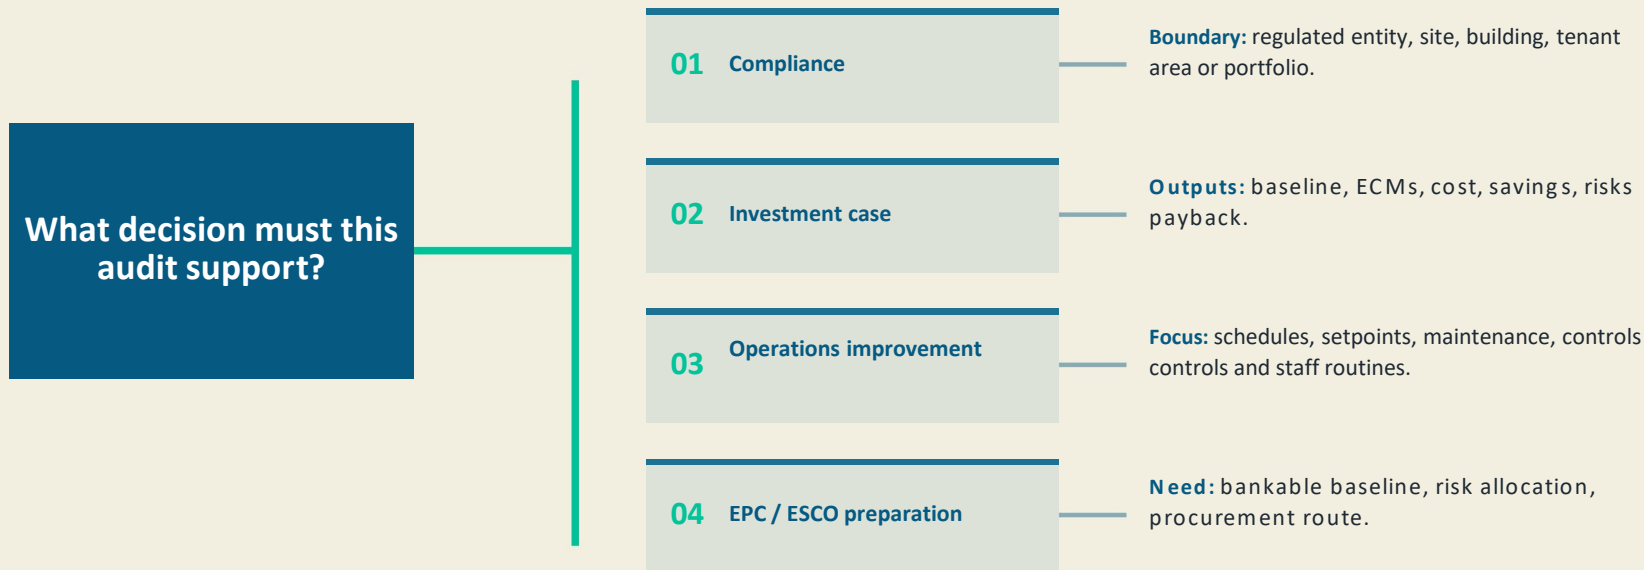 What decision must this
audit support?
01 Compliance
Boundary: regulated entity, site, building, tenant
area or portfolio.
02 Investment case
Outputs: baseline, ECMs, cost, savings, risks
payback.
03 Operations improvement
Focus: schedules, setpoints, maintenance, controls
controls and staff routines.
04 EPC / ESCO preparation
Need: bankable baseline, risk allocation,
procurement route.